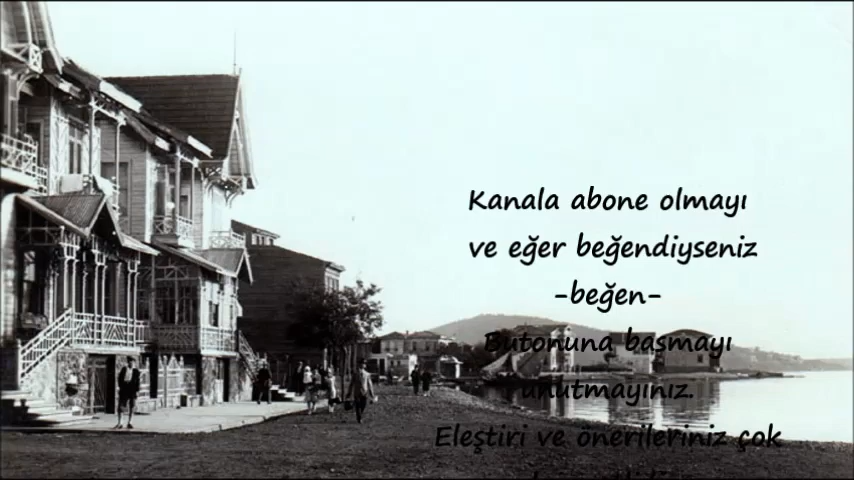 Kanala abone olmayı
ve eğer beğendiyseniz
-beğen-
Butonuna basmayı
unutmayınız.
Eleştiri ve önerileriniz çok